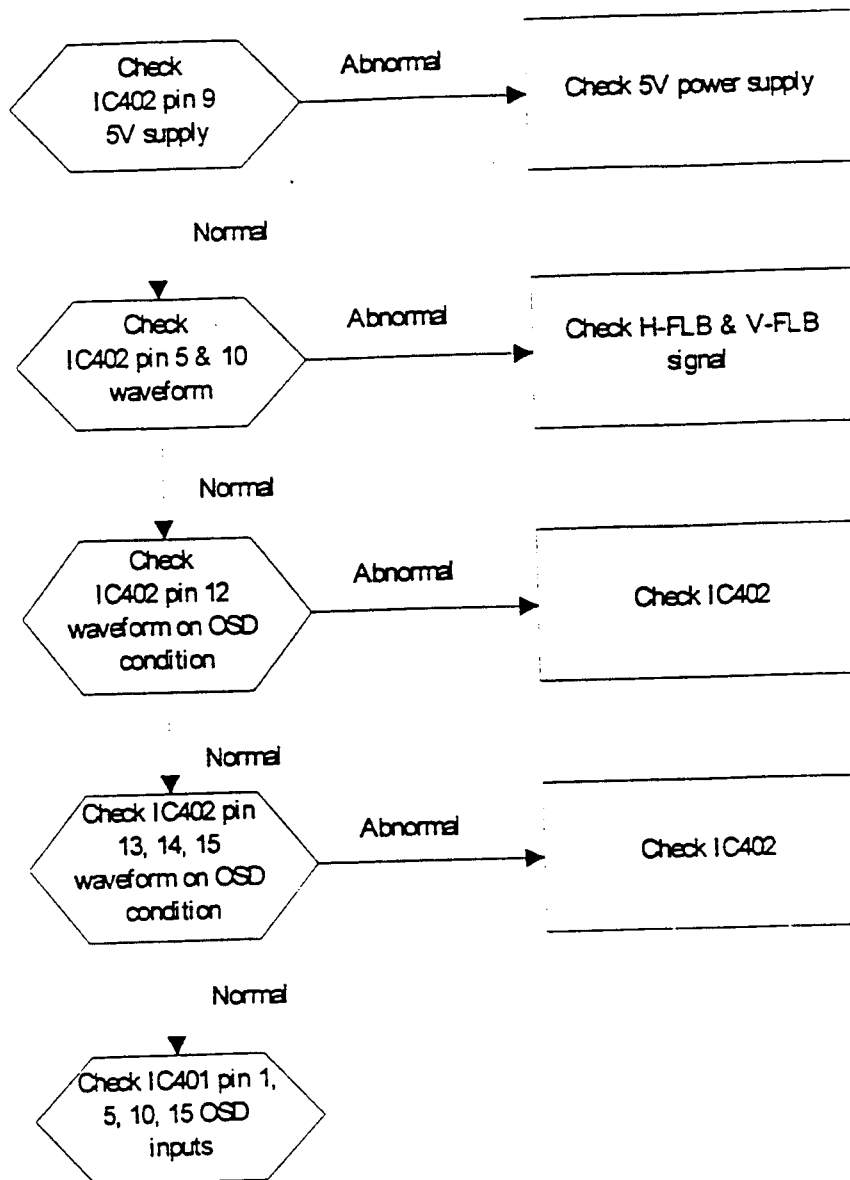 Check
IC402 pin 9
5V supply
Abnormal
Check 5V power supply
Normal
Check
IC402 pin 5 & 10
waveform
Abnormal
Check H-FLB & V-FLB
signal
Normal
Check
IC402 pin 12
waveform on OSD
condition
Abnormal
Check IC402
Normal
Check IC402 pin
13, 14, 15
waveform on OSD
condition
Abnormal
Check IC402
Normal
Check IC401 pin 1,
5, 10, 15 OSD
inputs